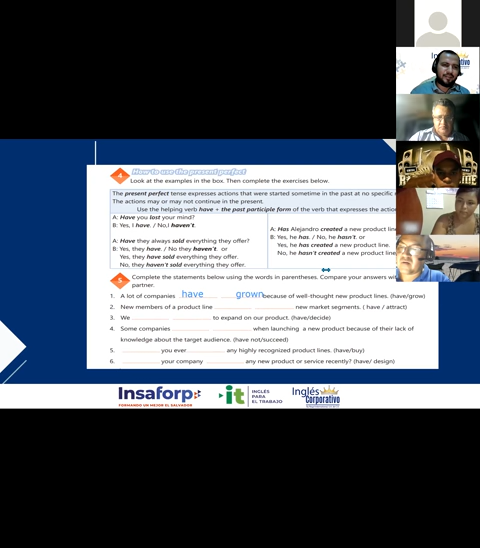 4 How to use the present perfect
Look at the examples in the box. Then complete the exercises below.
The present perfect tense expresses actions that were started sometime in the past at no specific
The actions may or may not continue in the present.
Use the helping verb have + the past participle form of the verb that expresses the actio
A: Have you lost your mind?
B: Yes, I have. / No,I haven't.
A: Have they always sold everything they offer?
B: Yes, they have. / No they haven't. or
Yes, they have sold everything they offer.
No, they haven't sold everything they offer.
A: Has Alejandro created a new product lin
B: Yes, he has. / No, he hasn't. or
Yes, he has created a new product line.
No, he hasn't created a new product line
5 Complete the statements below using the words in parentheses. Compare your answers wi
partner.
1. A lot of companies have grown because of well-thought new product lines. (have/grow)
2. New members of a product line new market segments. ( have / attract)
3. We to expand on our product. (have/decide)
4. Some companies when launching a new product because of their lack of
knowledge about the target audience. (have not/succeed)
5. you ever any highly recognized product lines. (have/buy)
6. your company any new product or service recently? (have/ design)
Insaforp
FORMANDO UN MEJOR EL SALVADOR
it
INGLÉS
PARA
EL TRABAJO
Inglés
Corporativo